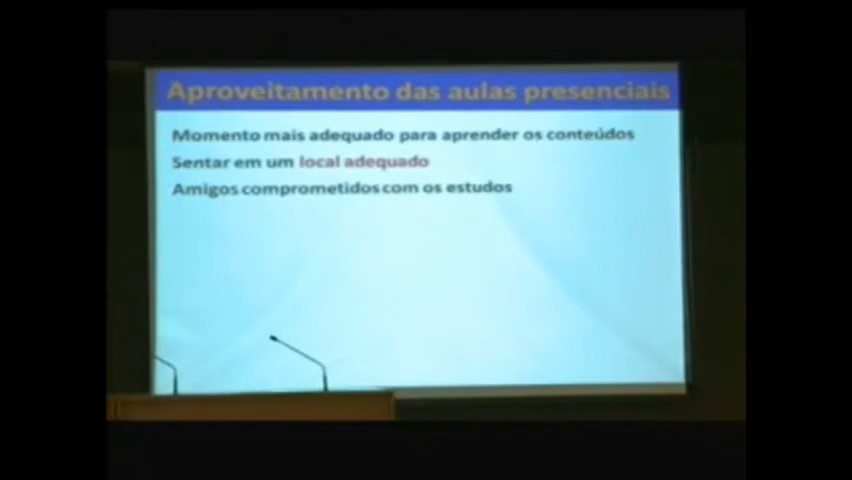 Aproveitamento das aulas presenciais
Momento mais adequado para aprender os conteúdos
Sentar em um local adequado
Amigos comprometidos com os estudos